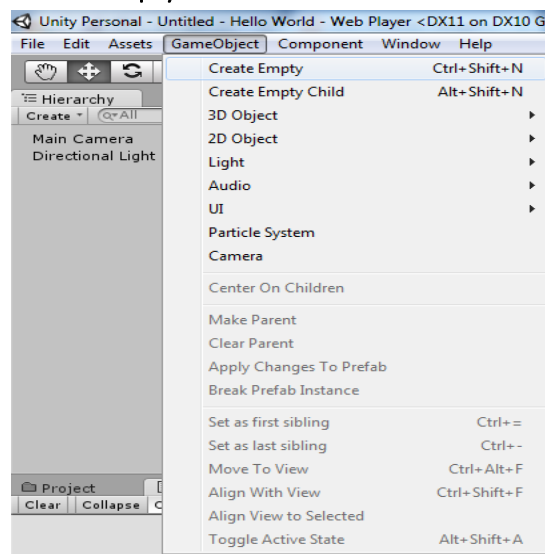 Unity Personal - Untitled - Hello World - Web Player <DX11 on DX10 G
File Edit Assets GameObject Component Window Help
Create Empty Ctrl+Shift+N
Create Empty Child Alt+Shift+N
3D Object
2D Object
Light
Audio
UI
Particle System
Camera
Center On Children
Make Parent
Clear Parent
Apply Changes To Prefab
Break Prefab Instance
Set as first sibling Ctrl+=
Set as last sibling Ctrl+-
Move To View Ctrl+Alt+F
Align With View Ctrl+Shift+F
Align View to Selected
Toggle Active State Alt+Shift+A
Hierarchy
Create All
Main Camera
Directional Light
Project
Clear Collapse C